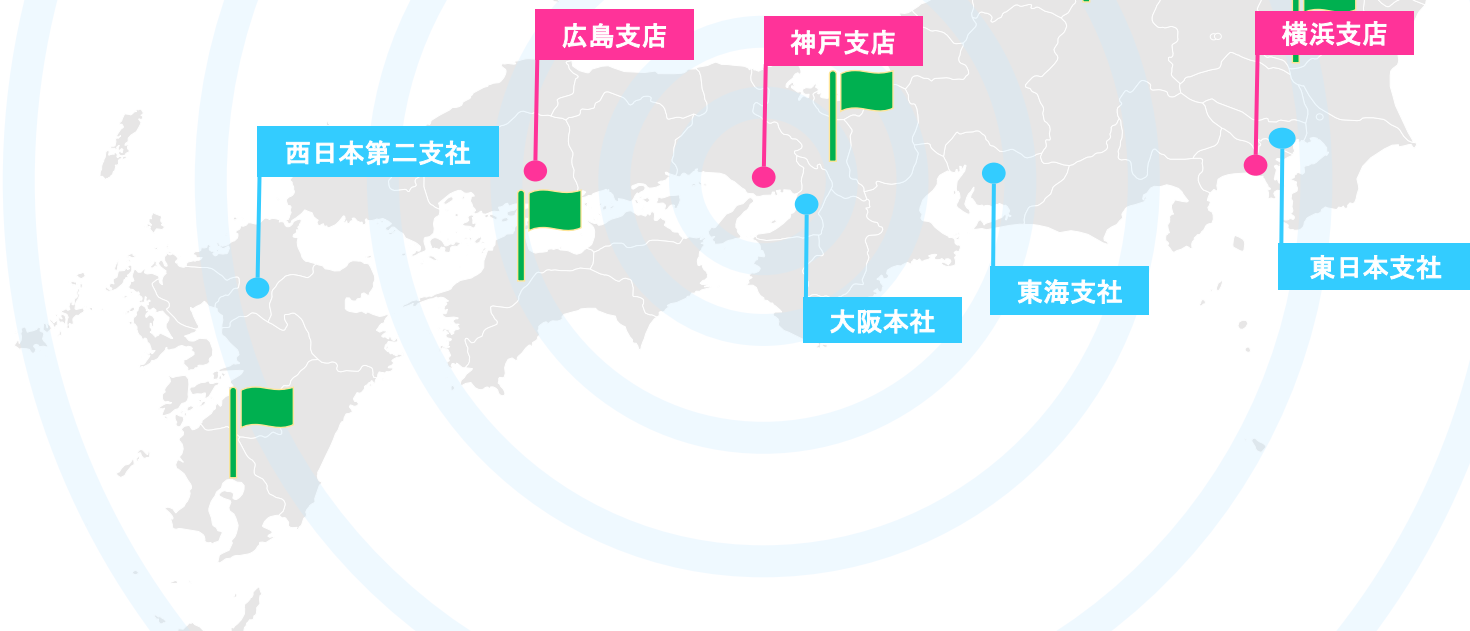 広島支店
神戸支店
横浜支店
西日本第二支社
東日本支社
東海支社
大阪本社